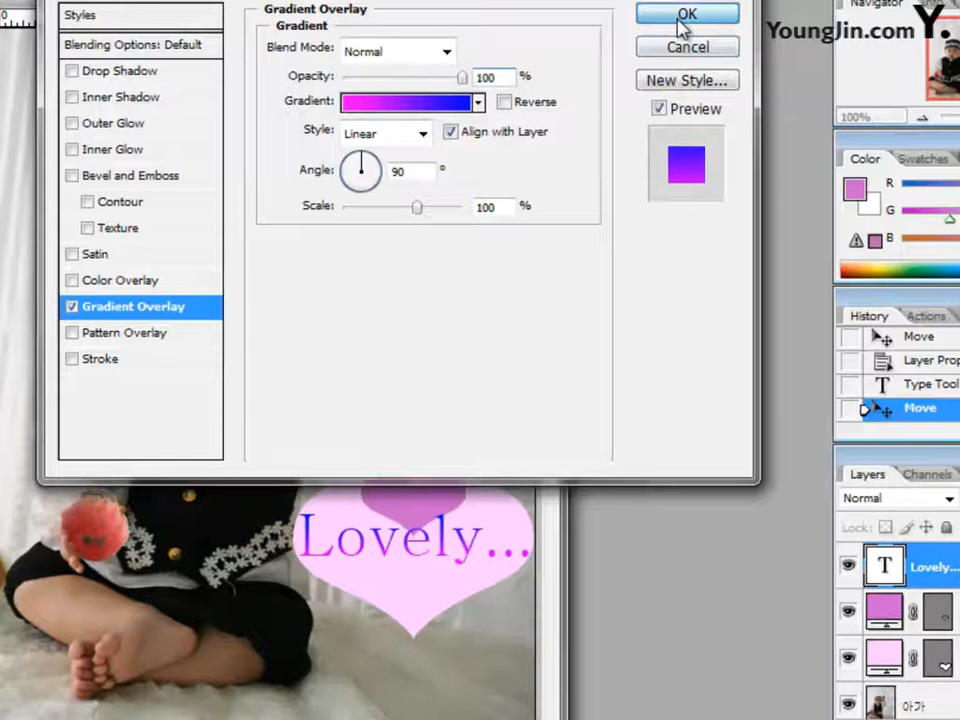 Styles
Blending Options: Default
Drop Shadow
Inner Shadow
Outer Glow
Inner Glow
Bevel and Emboss
Contour
Texture
Satin
Color Overlay
Gradient Overlay
Pattern Overlay
Stroke
Gradient Overlay
Gradient
Blend Mode: Normal
Opacity: 100 %
Gradient: Reverse
Style: Linear Align with Layer
Angle: 90 °
Scale: 100 %
OK
Cancel
New Style...
Preview
YoungJin.com Y.
Navigator
100%
Color Swatches
R
G
B
History Actions
Move
Layer Prop
Type Tool
Move
Layers Channels
Normal
Lock:
T Lovely...
아가
Lovely...